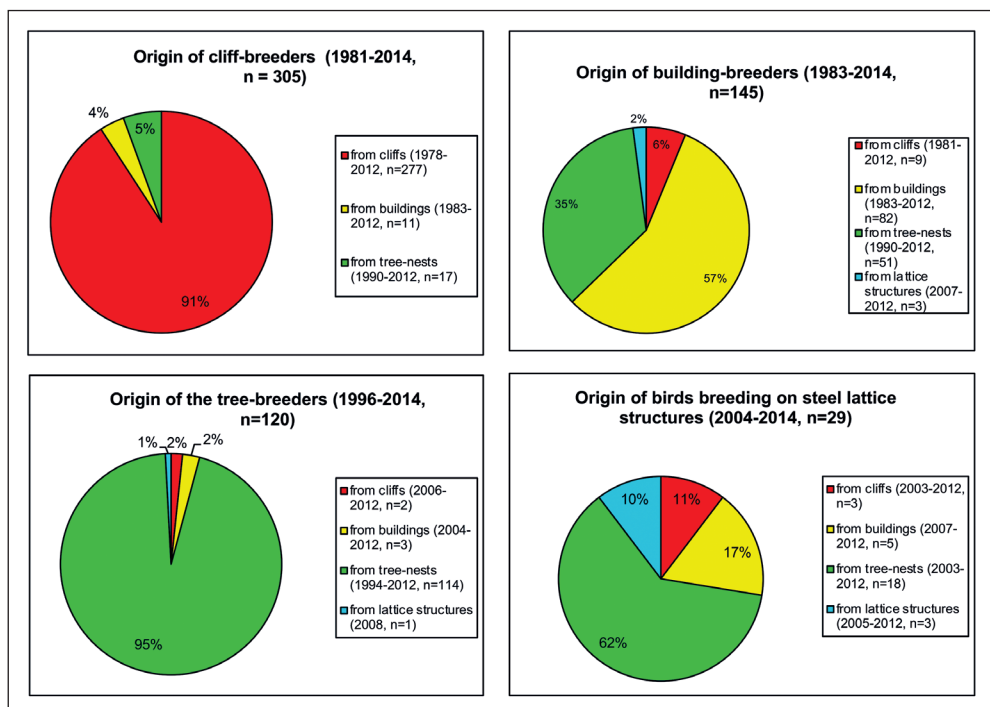 Origin of cliff-breeders (1981-2014,
n = 305)
4%
5%
91%
from cliffs (1978-
2012, n=277)
from buildings (1983-
2012, n=11)
from tree-nests
(1990-2012, n=17)
Origin of building-breeders (1983-2014,
n=145)
2%
6%
35%
57%
from cliffs (1981-
2012, n=9)
from buildings
(1983-2012,
n=82)
from tree-nests
(1990-2012,
n=51)
from lattice
structures (2007-
2012, n=3)
Origin of the tree-breeders (1996-2014,
n=120)
1%
2%
2%
95%
from cliffs (2006-
2012, n=2)
from buildings (2004-
2012, n=3)
from tree-nests
(1994-2012, n=114)
from lattice structures
(2008, n=1)
Origin of birds breeding on steel lattice
structures (2004-2014, n=29)
10%
11%
17%
62%
from cliffs (2003-2012,
n=3)
from buildings (2007-
2012, n=5)
from tree-nests (2003-
2012, n=18)
from lattice structures
(2005-2012, n=3)